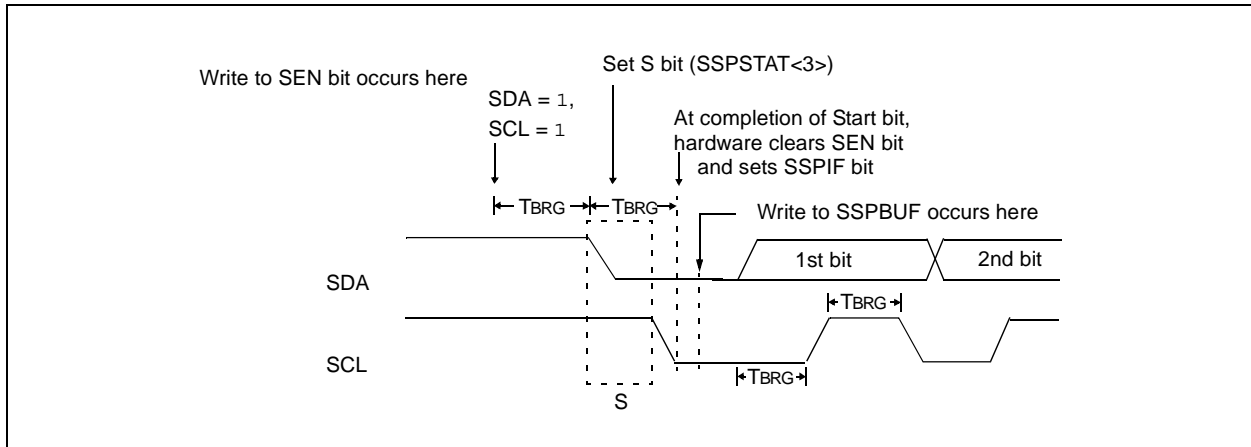 Write to SEN bit occurs here
Set S bit (SSPSTAT<3>)
SDA = 1,
SCL = 1
At completion of Start bit,
hardware clears SEN bit
and sets SSPIF bit
TBRG
TBRG
Write to SSPBUF occurs here
SDA
1st bit
2nd bit
TBRG
SCL
TBRG
S